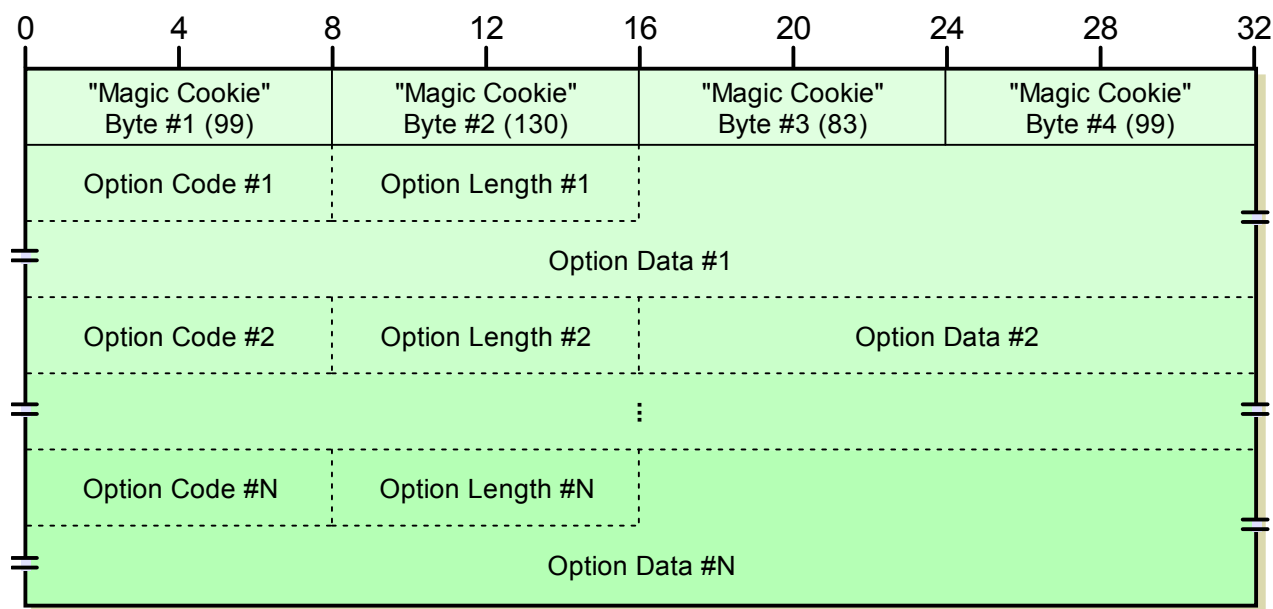 0 4 8 12 16 20 24 28 32
"Magic Cookie" "Magic Cookie" "Magic Cookie" "Magic Cookie"
Byte #1 (99) Byte #2 (130) Byte #3 (83) Byte #4 (99)
Option Code #1 Option Length #1
Option Data #1
Option Code #2 Option Length #2 Option Data #2
Option Code #N Option Length #N
Option Data #N